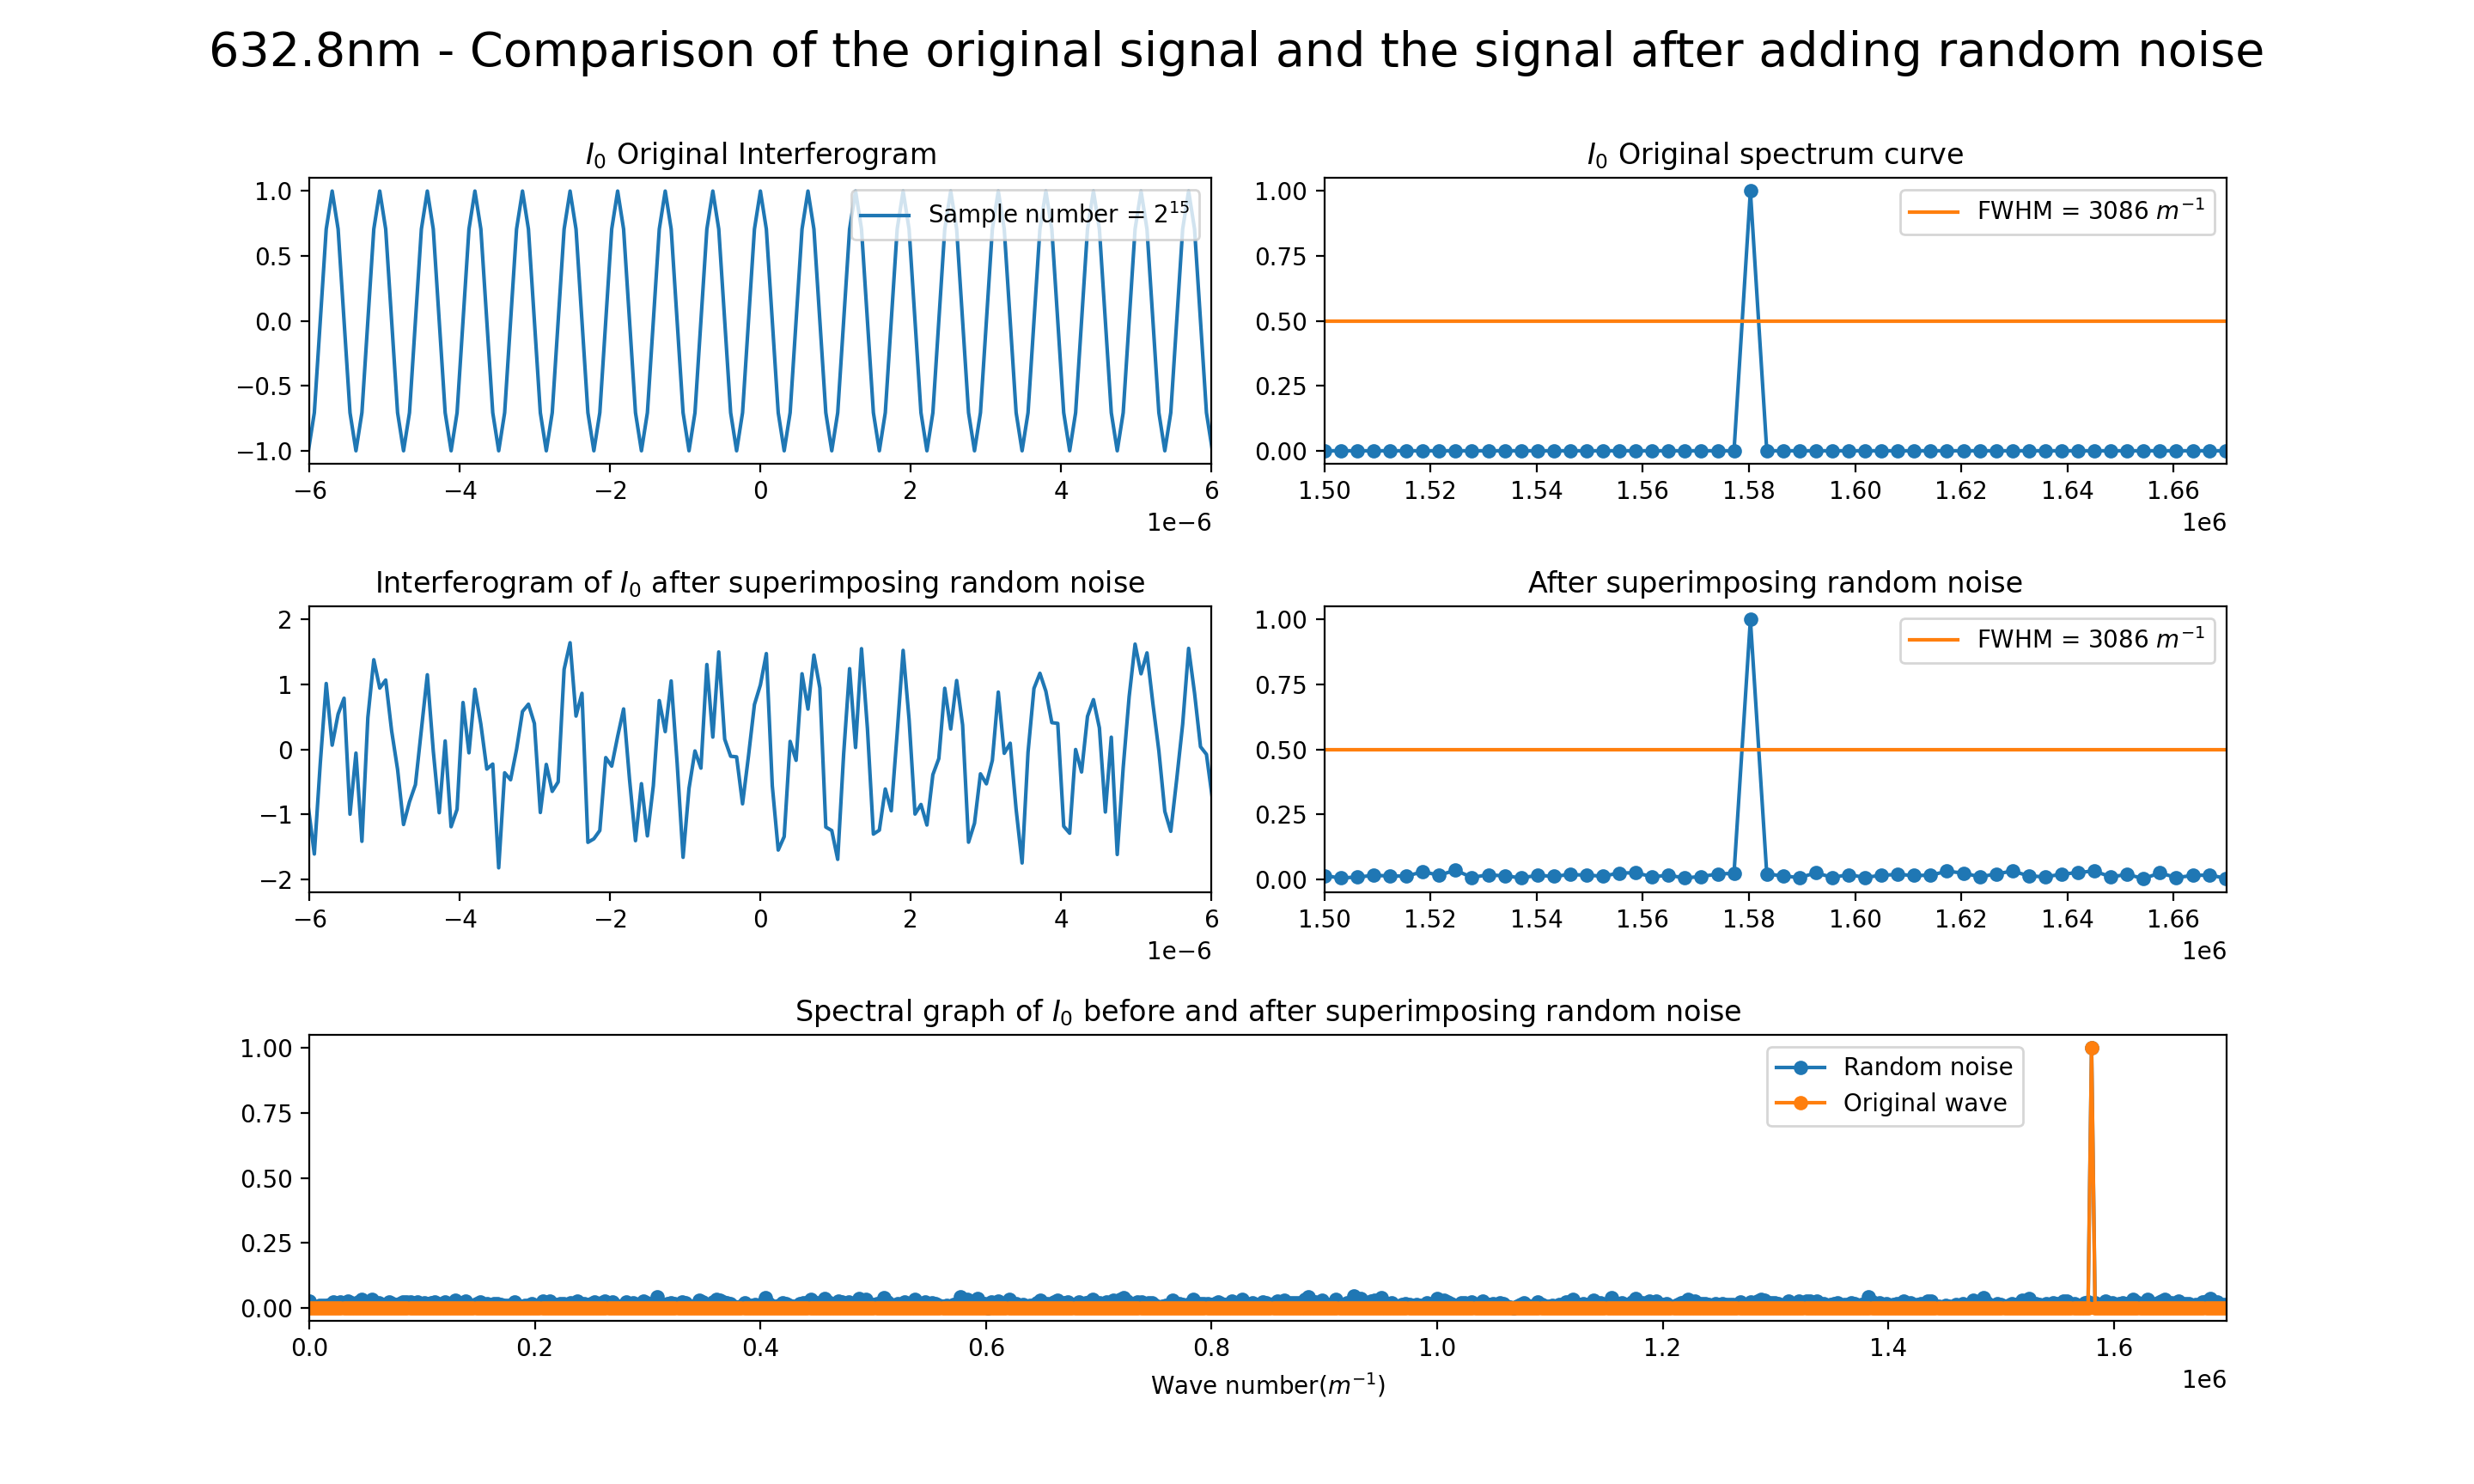 632.8nm - Comparison of the original signal and the signal after adding random noise
I₀ Original Interferogram
1.0
0.5
0.0
−0.5
−1.0
Sample number = 2¹⁵
−6 −4 −2 0 2 4 6
1e−6
I₀ Original spectrum curve
1.00
0.75
0.50
0.25
0.00
FWHM = 3086 m⁻¹
1.50 1.52 1.54 1.56 1.58 1.60 1.62 1.64 1.66
1e6
Interferogram of I₀ after superimposing random noise
2
1
0
−1
−2
−6 −4 −2 0 2 4 6
1e−6
After superimposing random noise
1.00
0.75
0.50
0.25
0.00
FWHM = 3086 m⁻¹
1.50 1.52 1.54 1.56 1.58 1.60 1.62 1.64 1.66
1e6
Spectral graph of I₀ before and after superimposing random noise
1.00
0.75
0.50
0.25
0.00
Random noise
Original wave
0.0 0.2 0.4 0.6 0.8 1.0 1.2 1.4 1.6
Wave number(m⁻¹)
1e6